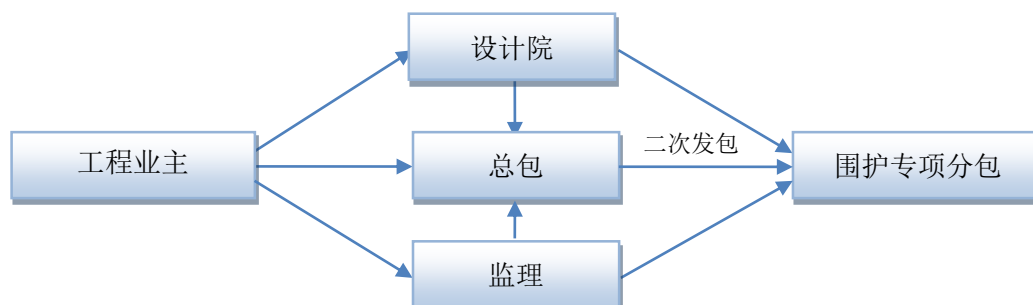 设计院
工程业主
总包
二次发包
围护专项分包
监理